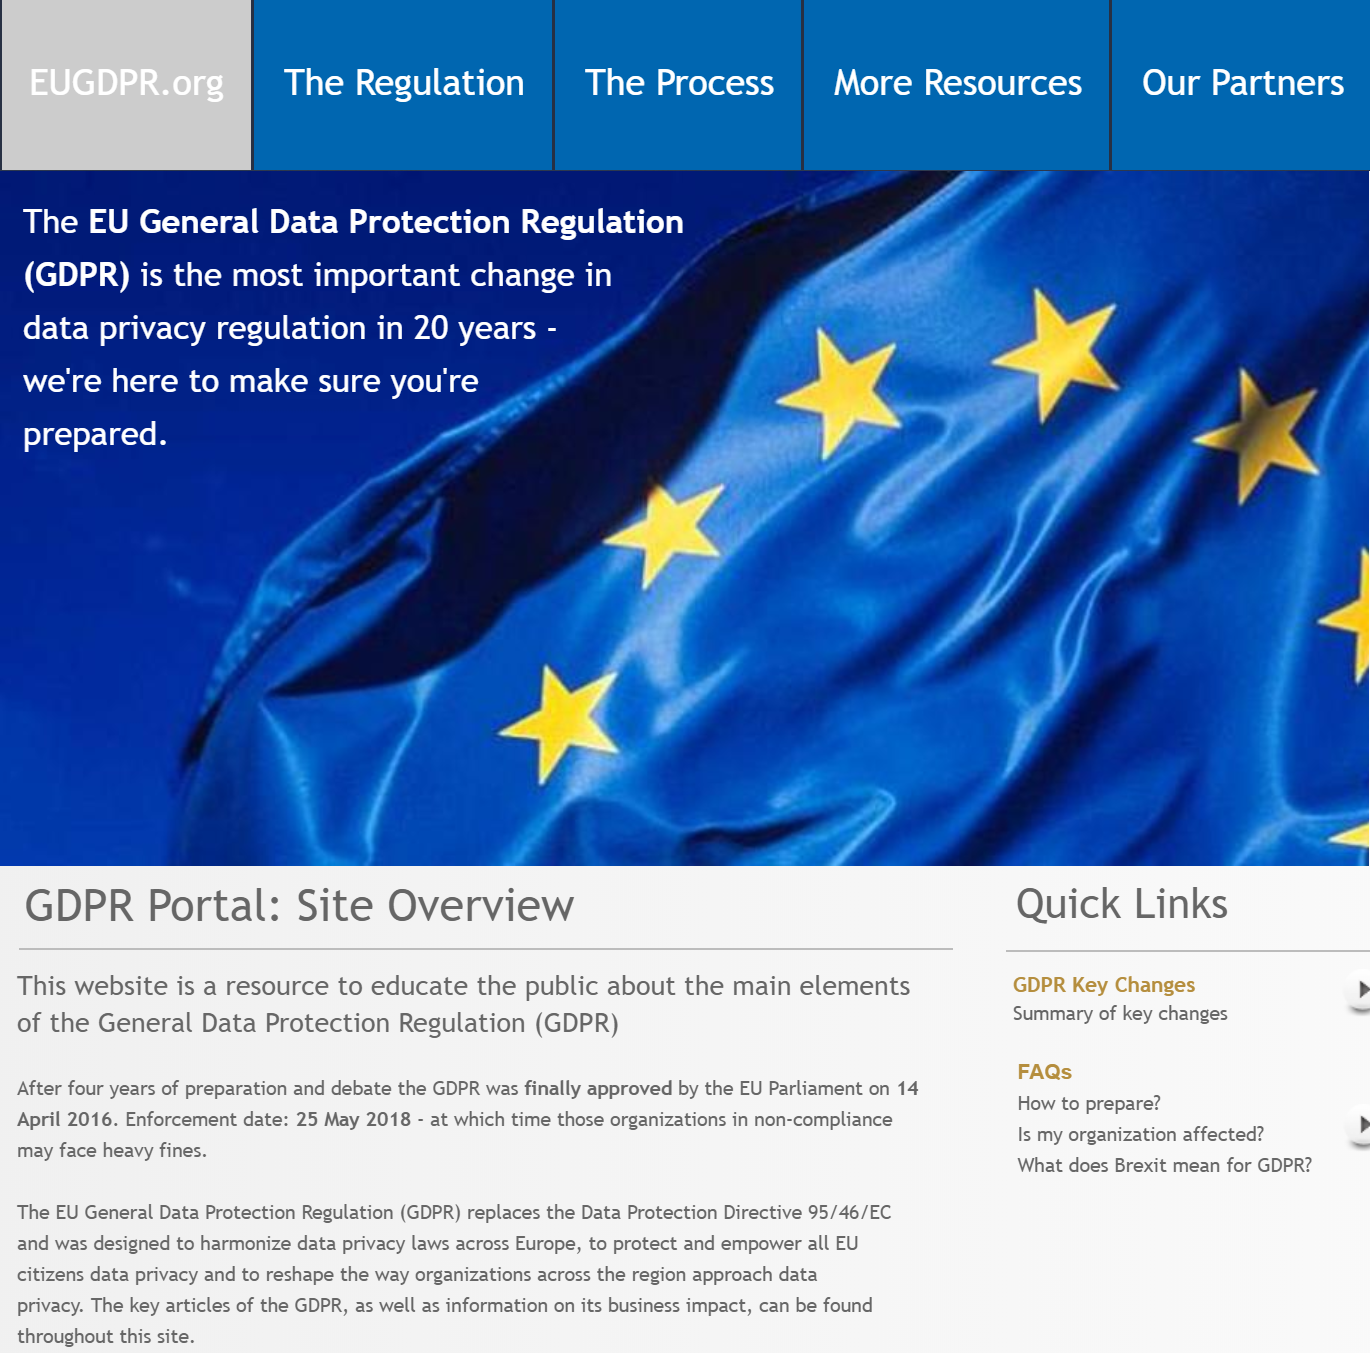 EUGDPR.org
The Regulation
The Process
More Resources
Our Partners
The EU General Data Protection Regulation
(GDPR) is the most important change in
data privacy regulation in 20 years -
we're here to make sure you're
prepared.
GDPR Portal: Site Overview
This website is a resource to educate the public about the main elements
of the General Data Protection Regulation (GDPR)
After four years of preparation and debate the GDPR was finally approved by the EU Parliament on 14
April 2016. Enforcement date: 25 May 2018 - at which time those organizations in non-compliance
may face heavy fines.
The EU General Data Protection Regulation (GDPR) replaces the Data Protection Directive 95/46/EC
and was designed to harmonize data privacy laws across Europe, to protect and empower all EU
citizens data privacy and to reshape the way organizations across the region approach data
privacy. The key articles of the GDPR, as well as information on its business impact, can be found
throughout this site.
Quick Links
GDPR Key Changes
Summary of key changes
FAQs
How to prepare?
Is my organization affected?
What does Brexit mean for GDPR?